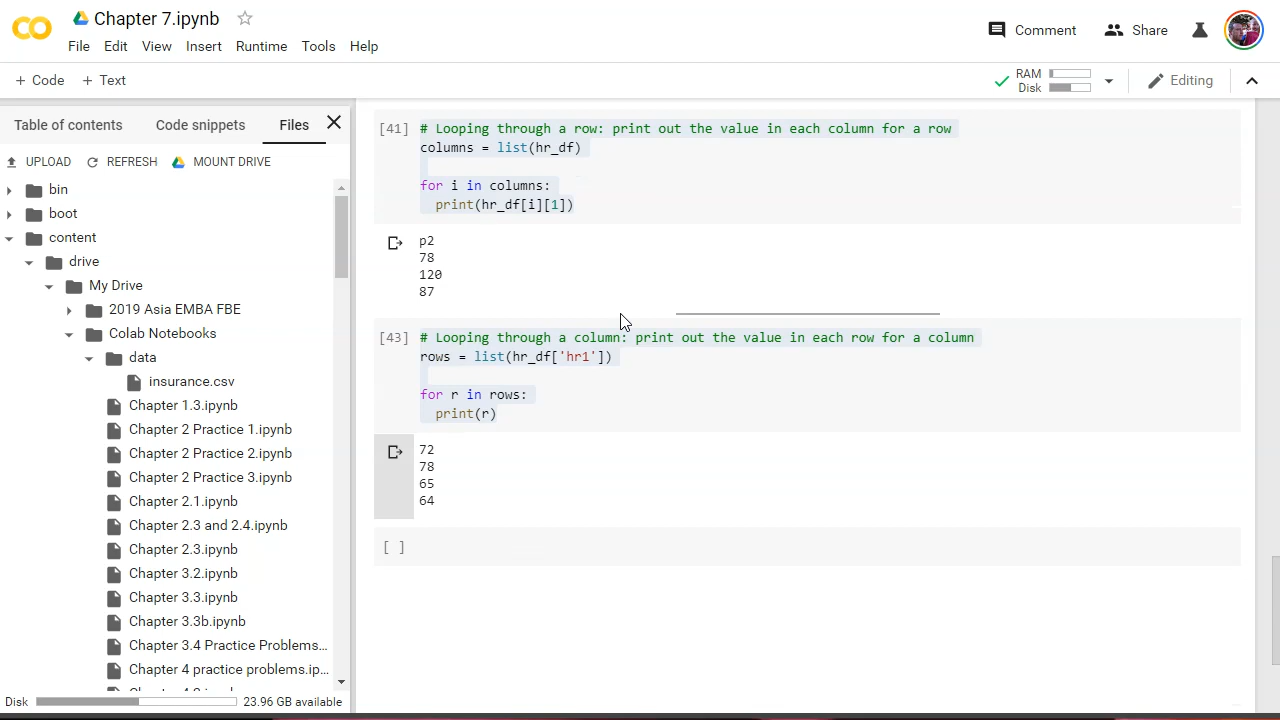 Chapter 7.ipynb
File Edit View Insert Runtime Tools Help
Comment Share
+ Code + Text
RAM
Disk
Editing
Table of contents Code snippets Files
UPLOAD REFRESH MOUNT DRIVE
bin
boot
content
drive
My Drive
2019 Asia EMBA FBE
Colab Notebooks
data
insurance.csv
Chapter 1.3.ipynb
Chapter 2 Practice 1.ipynb
Chapter 2 Practice 2.ipynb
Chapter 2 Practice 3.ipynb
Chapter 2.1.ipynb
Chapter 2.3 and 2.4.ipynb
Chapter 2.3.ipynb
Chapter 3.2.ipynb
Chapter 3.3.ipynb
Chapter 3.3b.ipynb
Chapter 3.4 Practice Problems...
Chapter 4 practice problems.ip...
Disk 23.96 GB available
[41] # Looping through a row: print out the value in each column for a row
columns = list(hr_df)
for i in columns:
print(hr_df[i][1])
p2
78
120
87
[43] # Looping through a column: print out the value in each row for a column
rows = list(hr_df['hr1'])
for r in rows:
print(r)
72
78
65
64
[ ]